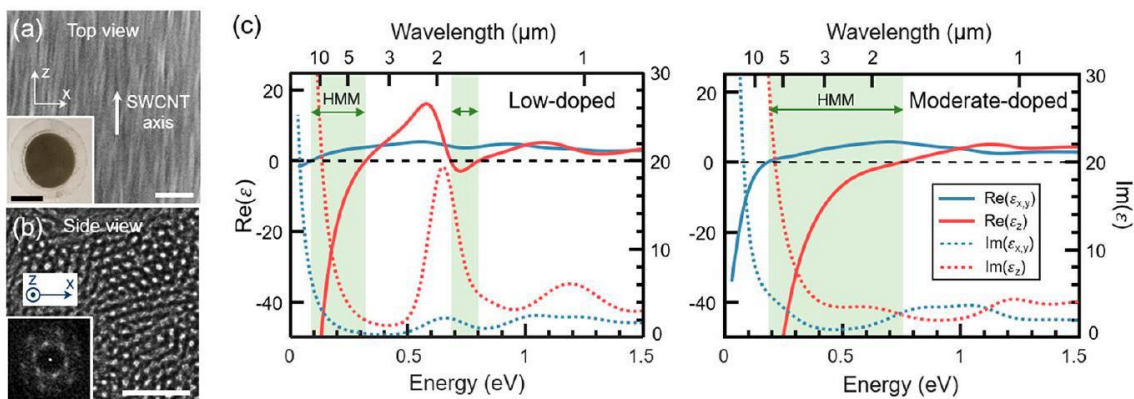 (a)
Top view
z
x
SWCNT
axis
(b)
Side view
z
x
(c)
Wavelength (μm)
10 5 3 2 1
HMM
Low-doped
20
0
-20
-40
Re(ε)
30
20
10
0
0 0.5 1 1.5
Energy (eV)
Wavelength (μm)
10 5 3 2 1
HMM
Moderate-doped
20
0
-20
-40
Re(εx,y)
Re(εz)
Im(εx,y)
Im(εz)
30
20
10
0
Im(ε)
0 0.5 1 1.5
Energy (eV)